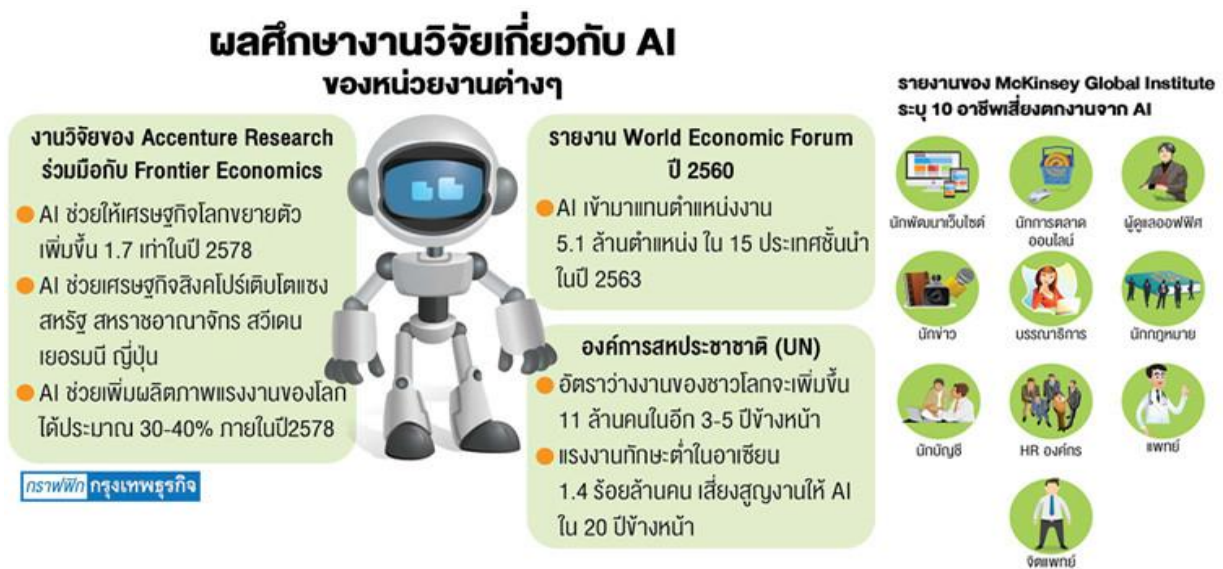 ผลศึกษางานวิจัยเกี่ยวกับ AI
ของหน่วยงานต่างๆ
งานวิจัยของ Accenture Research
ร่วมมือกับ Frontier Economics
AI ช่วยให้เศรษฐกิจโลกขยายตัว
เพิ่มขึ้น 1.7 เท่าในปี 2578
AI ช่วยเศรษฐกิจสิงคโปร์เติบโตแซง
สหรัฐ สหราชอาณาจักร สวีเดน
เยอรมนี ญี่ปุ่น
AI ช่วยเพิ่มผลิตภาพแรงงานของโลก
ได้ประมาณ 30-40% ภายในปี2578
กราฟฟิก กรุงเทพธุรกิจ
รายงาน World Economic Forum
ปี 2560
AI เข้ามาแทนตำแหน่งงาน
5.1 ล้านตำแหน่ง ใน 15 ประเทศชั้นนำ
ในปี 2563
องค์การสหประชาชาติ (UN)
อัตราว่างงานของชาวโลกจะเพิ่มขึ้น
11 ล้านคนในอีก 3-5 ปีข้างหน้า
แรงงานทักษะต่ำในอาเซียน
1.4 ร้อยล้านคน เสี่ยงสูญงานให้ AI
ใน 20 ปีข้างหน้า
รายงานของ McKinsey Global Institute
ระบุ 10 อาชีพเสี่ยงตกงานจาก AI
นักพัฒนาเว็บไซต์
นักการตลาด
ออนไลน์
ผู้ดูแลออฟฟิศ
นักข่าว
บรรณาธิการ
นักกฎหมาย
นักบัญชี
HR องค์กร
แพทย์
จิตแพทย์